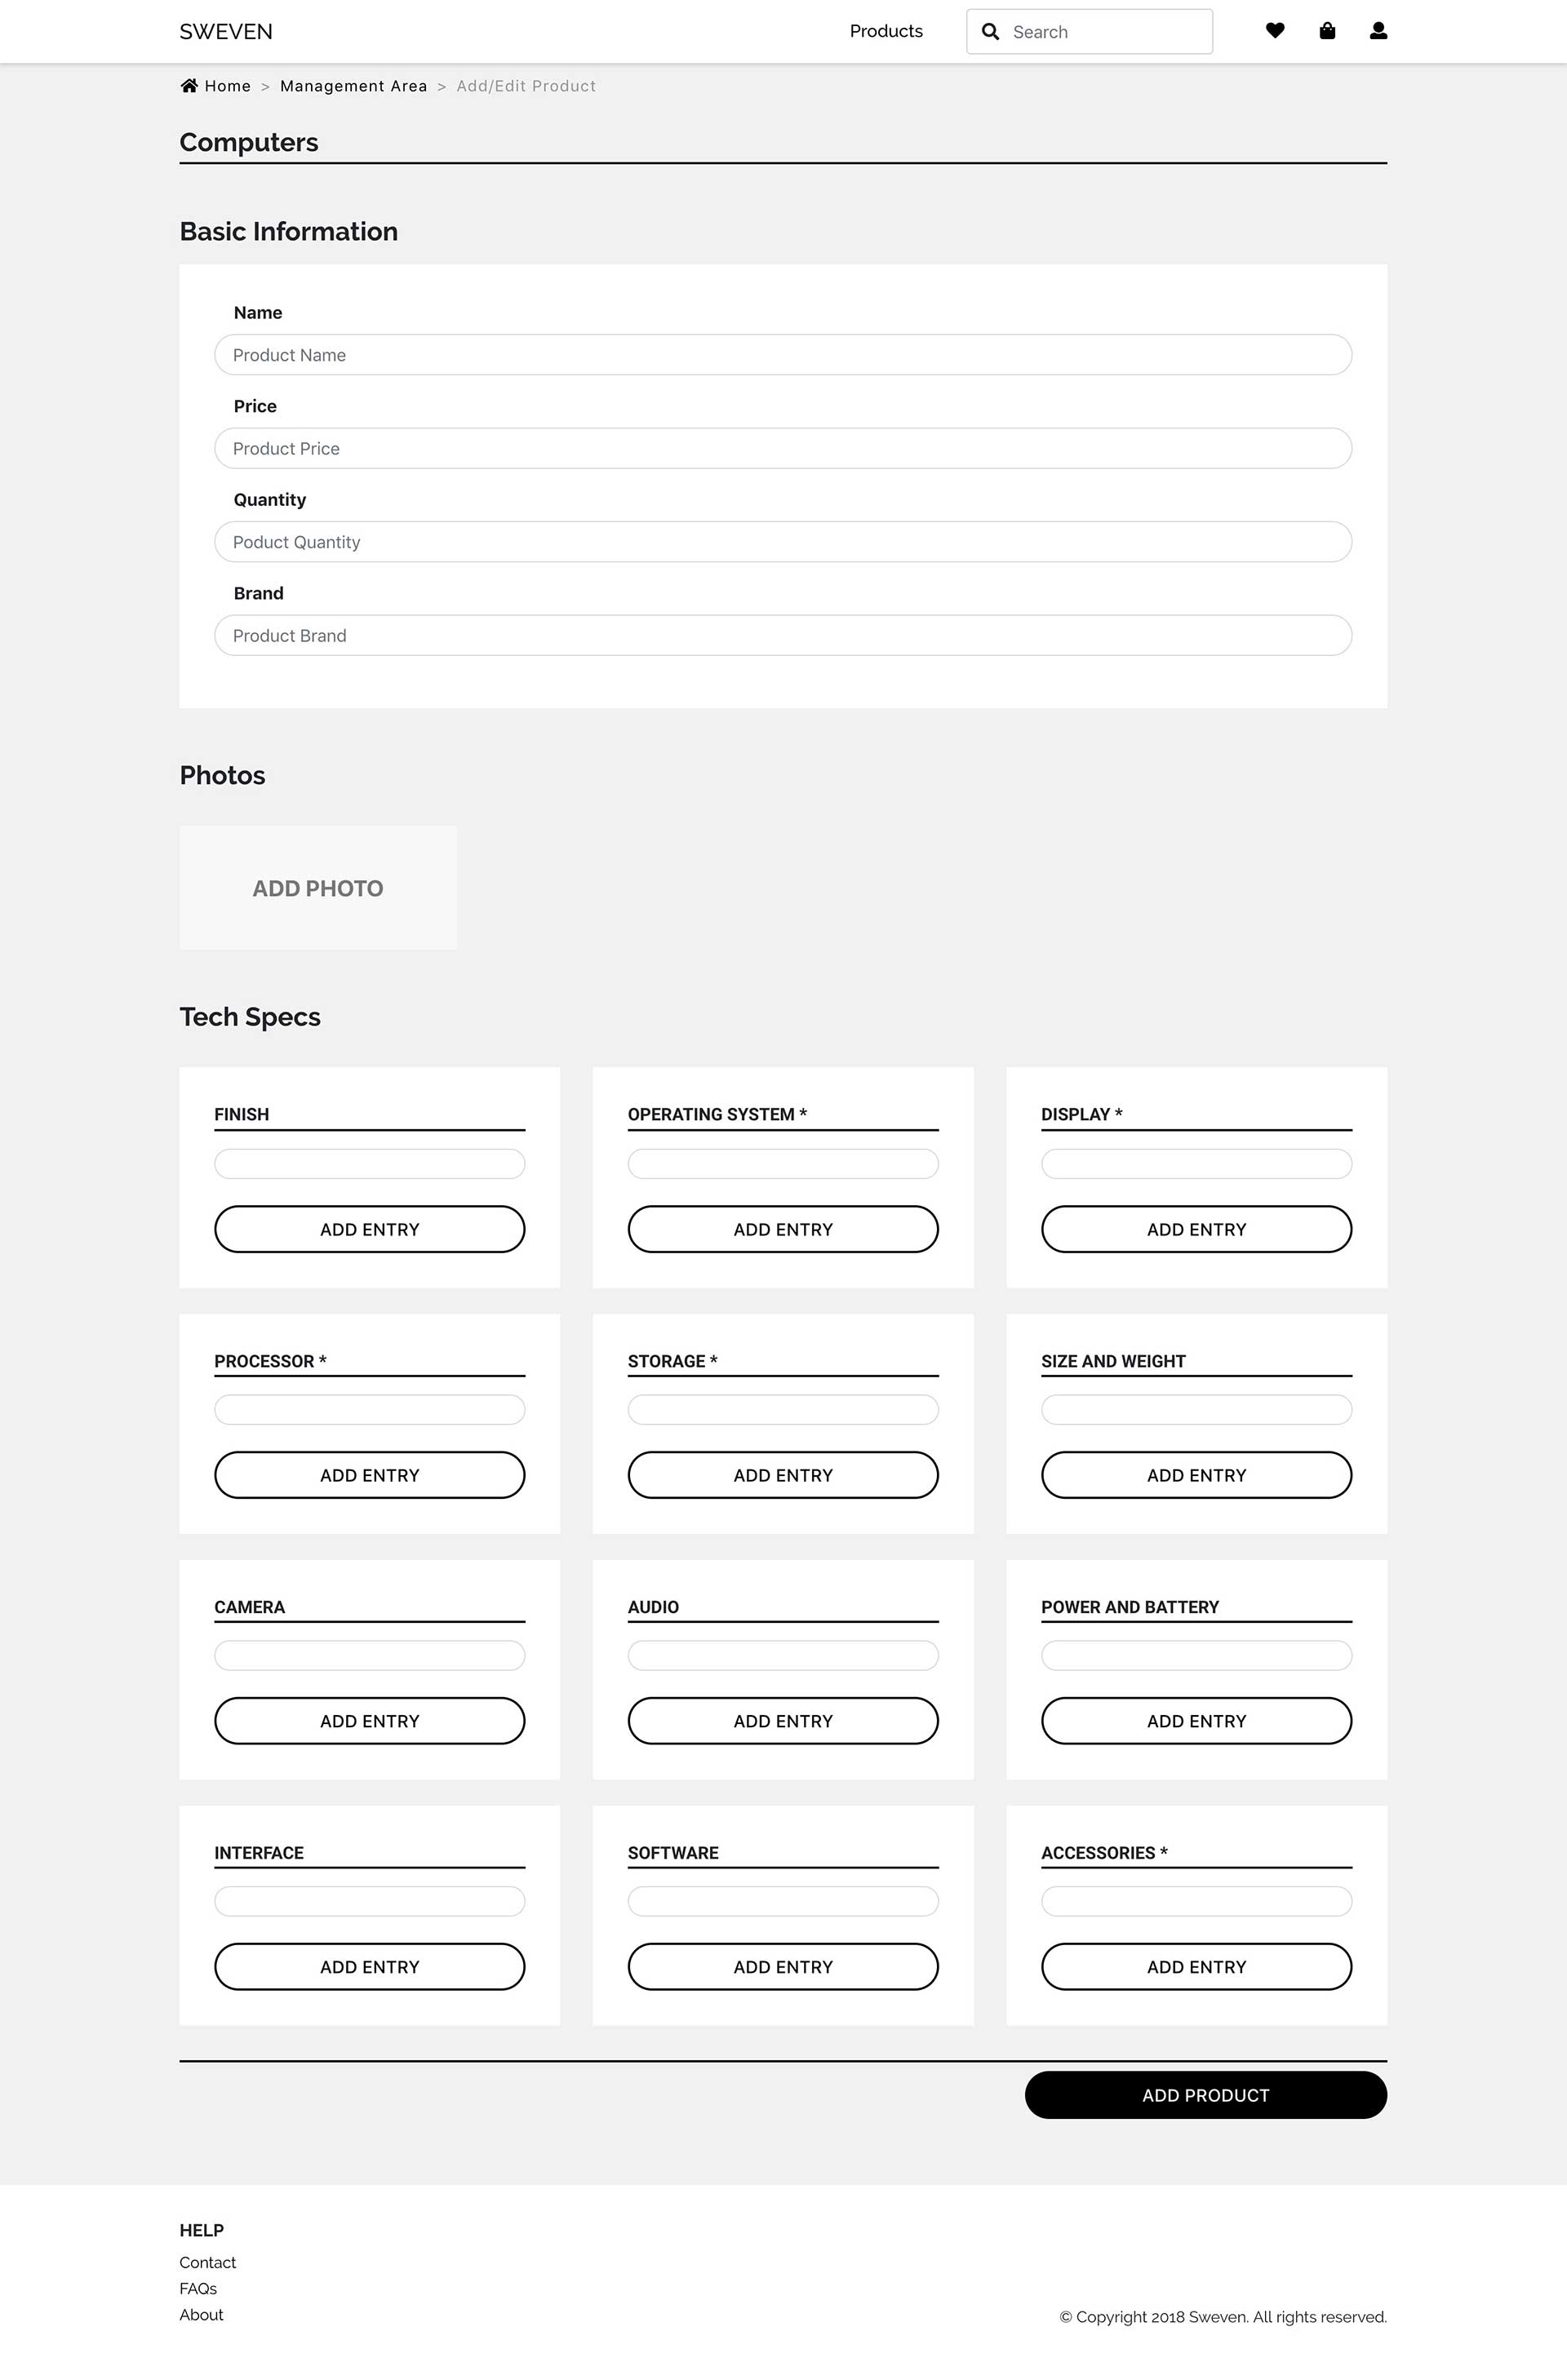 SWEVEN
Products
Search
Home > Management Area > Add/Edit Product
Computers
Basic Information
Name
Product Name
Price
Product Price
Quantity
Poduct Quantity
Brand
Product Brand
Photos
ADD PHOTO
Tech Specs
FINISH
ADD ENTRY
OPERATING SYSTEM *
ADD ENTRY
DISPLAY *
ADD ENTRY
PROCESSOR *
ADD ENTRY
STORAGE *
ADD ENTRY
SIZE AND WEIGHT
ADD ENTRY
CAMERA
ADD ENTRY
AUDIO
ADD ENTRY
POWER AND BATTERY
ADD ENTRY
INTERFACE
ADD ENTRY
SOFTWARE
ADD ENTRY
ACCESSORIES *
ADD ENTRY
ADD PRODUCT
HELP
Contact
FAQs
About
© Copyright 2018 Sweven. All rights reserved.